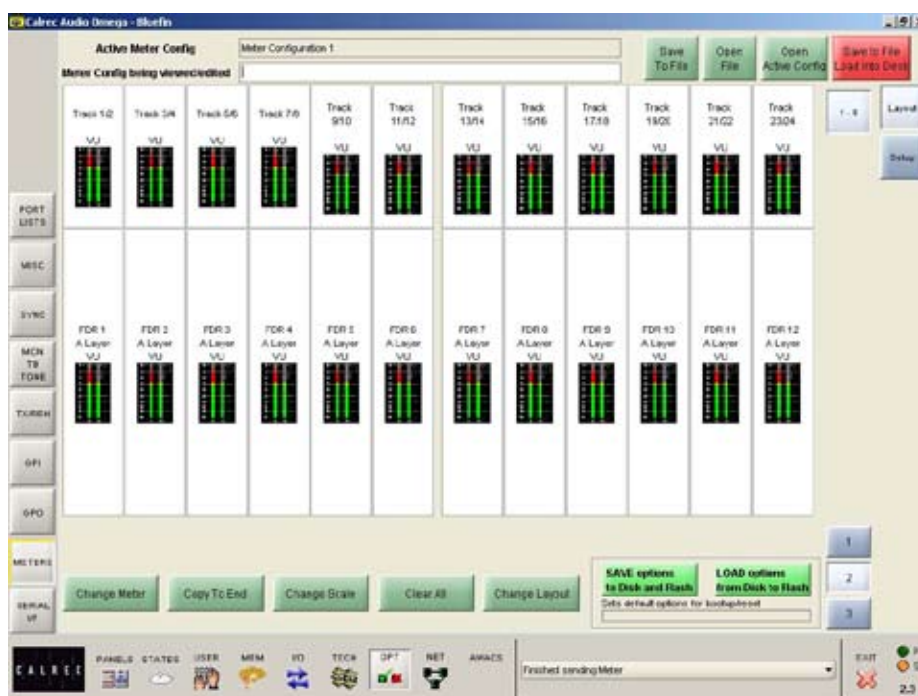 Calrec Audio Omega - Bluefin
Active Meter Config
Meter Configuration 1
Meter Config being viewed/edited
Save
To File
Open
File
Open
Active Config
Save to File
Load into Desk
Track 1/2
Track 3/4
Track 5/6
Track 7/8
Track
9/10
Track
11/12
Track
13/14
Track
15/16
Track
17/18
Track
19/20
Track
21/22
Track
23/24
VU
VU
VU
VU
VU
VU
VU
VU
VU
VU
VU
VU
Layout
Setup
PORT
LISTS
MISC
SYNC
TONE
GPI
GPO
METERS
SERIAL
I/F
FDR 1
A Layer
VU
FDR 2
A Layer
VU
FDR 3
A Layer
VU
FDR 4
A Layer
VU
FDR 5
A Layer
VU
FDR 6
A Layer
VU
FDR 7
A Layer
VU
FDR 8
A Layer
VU
FDR 9
A Layer
VU
FDR 10
A Layer
VU
FDR 11
A Layer
VU
FDR 12
A Layer
VU
1
2
3
Change Meter
Copy To End
Change Scale
Clear All
Change Layout
SAVE options
to Disk and Flash
LOAD options
from Disk to Flash
Sets default options for bootup/reset
CALREC
PANELS
STATES
USER
MEM
I/O
TECH
OPT
NET
AWACS
Finished sending Meter
EXIT